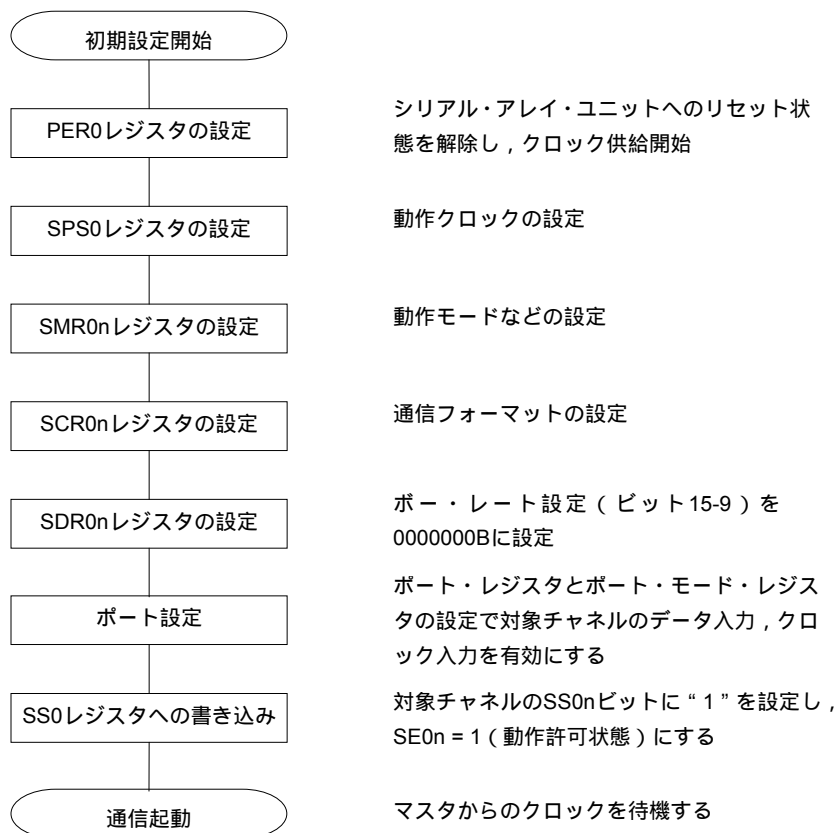 初期設定開始
PER0レジスタの設定
シリアル・アレイ・ユニットへのリセット状
態を解除し，クロック供給開始
SPS0レジスタの設定
動作クロックの設定
SMR0nレジスタの設定
動作モードなどの設定
SCR0nレジスタの設定
通信フォーマットの設定
SDR0nレジスタの設定
ボー・レート設定（ビット15-9）を
0000000Bに設定
ポート設定
ポート・レジスタとポート・モード・レジス
タの設定で対象チャネルのデータ入力，クロ
ック入力を有効にする
SS0レジスタへの書き込み
対象チャネルのSS0nビットに“1”を設定し，
SE0n = 1（動作許可状態）にする
通信起動
マスタからのクロックを待機する